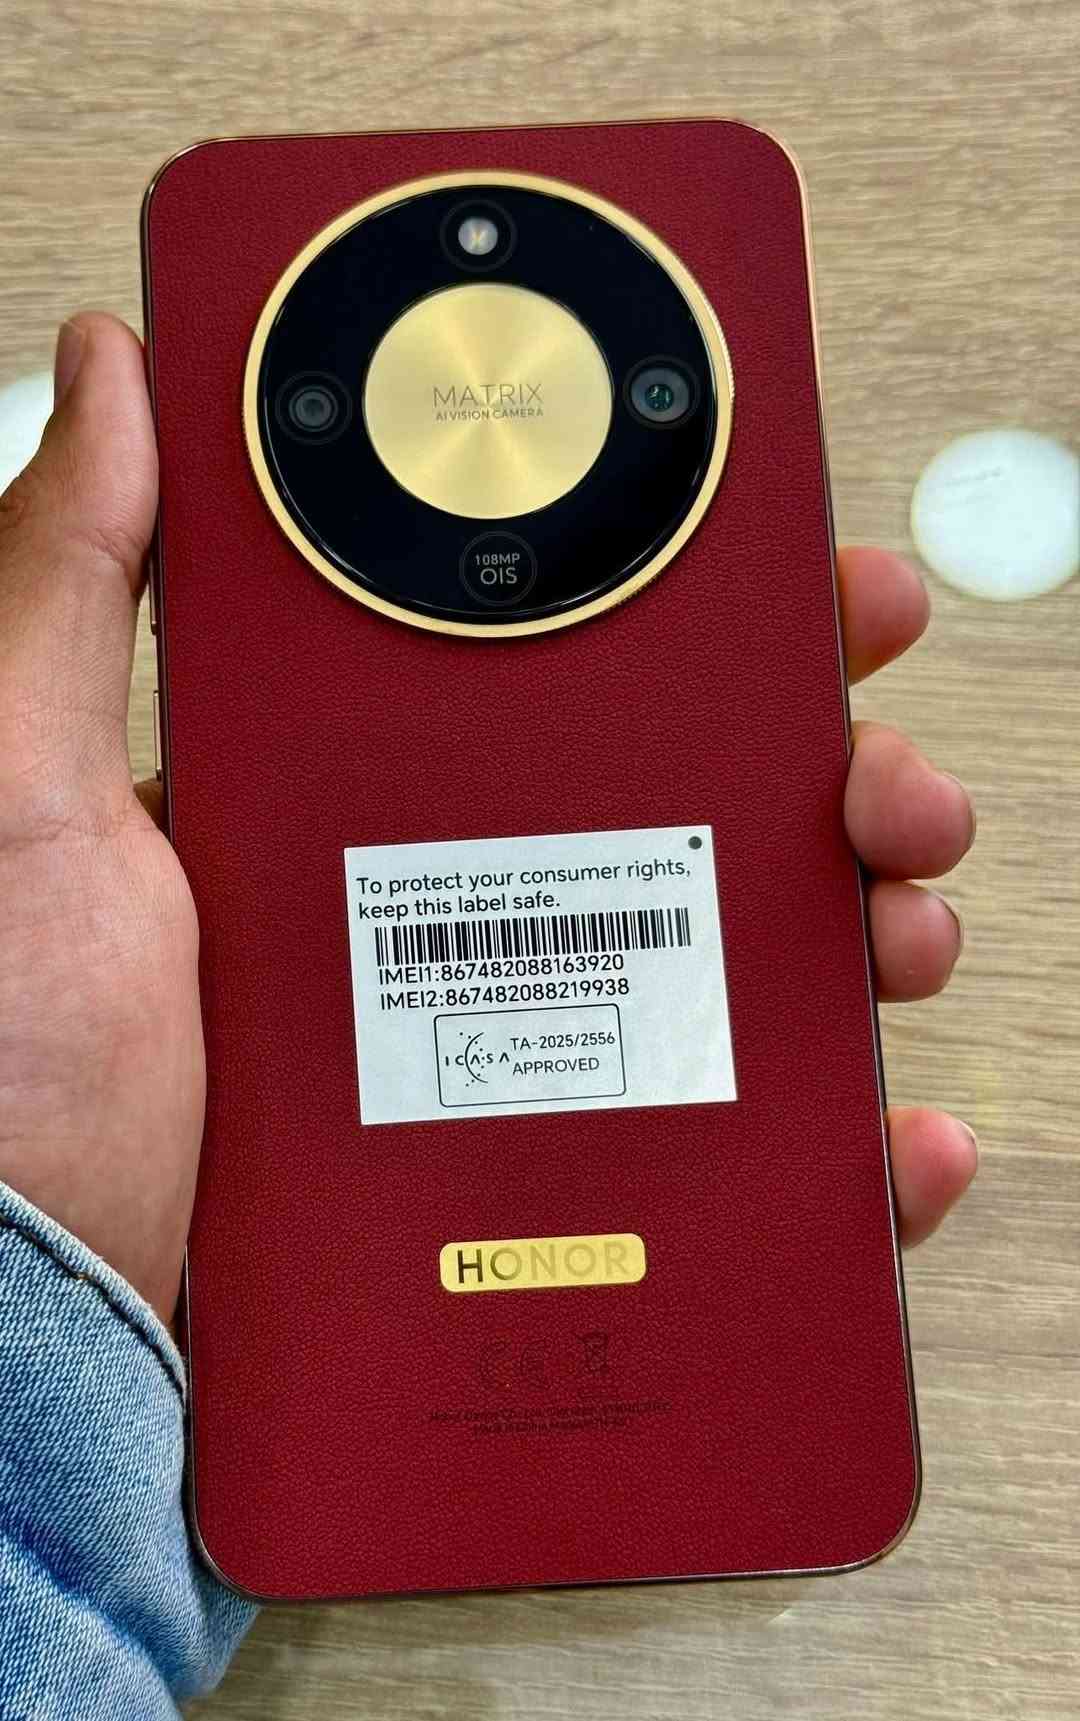 MATRIX
AI VISION CAMERA
108MP
OIS
To protect your consumer rights,
keep this label safe.
IMEI1:867482088163920
IMEI2:867482088219938
ICASA TA-2025/2556
APPROVED
HONOR
CE